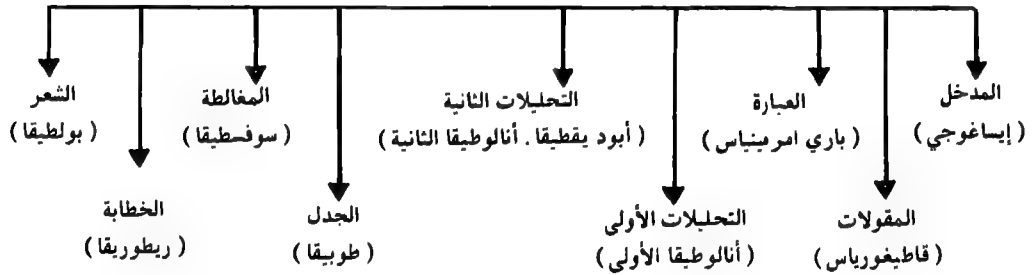 المدخل
( إيساغوجي )
المقولات
( قاطيغورياس )
العبارة
( باري امرمينياس )
التحليلات الأولى
( أنالوطيقا الأولى )
التحليلات الثانية
( أبود يقطيقا . أنالوطيقا الثانية )
الجدل
( طوبيقا )
المغالطة
( سوفسطيقا )
الخطابة
( ريطوريقا )
الشعر
( بولطيقا )